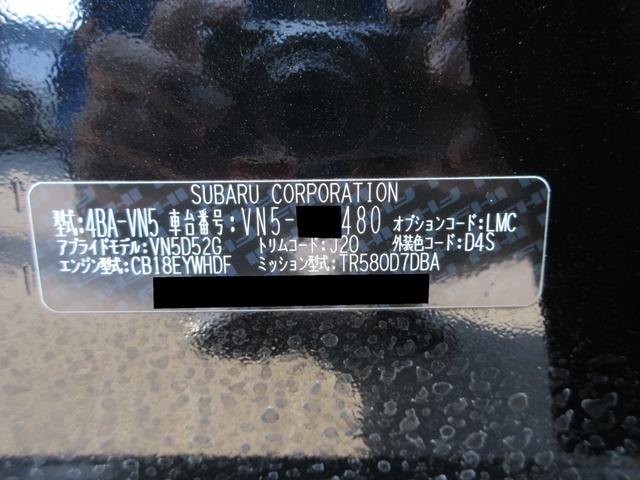 SUBARU CORPORATION
型式:4BA-VN5 車台番号:VN5- 480 オプションコード:LMC
アプライドモデル:VN5D52G トリムコード:J20 外装色コード:D4S
エンジン型式:CB18EYWHDF ミッション型式:TR580D7DBA